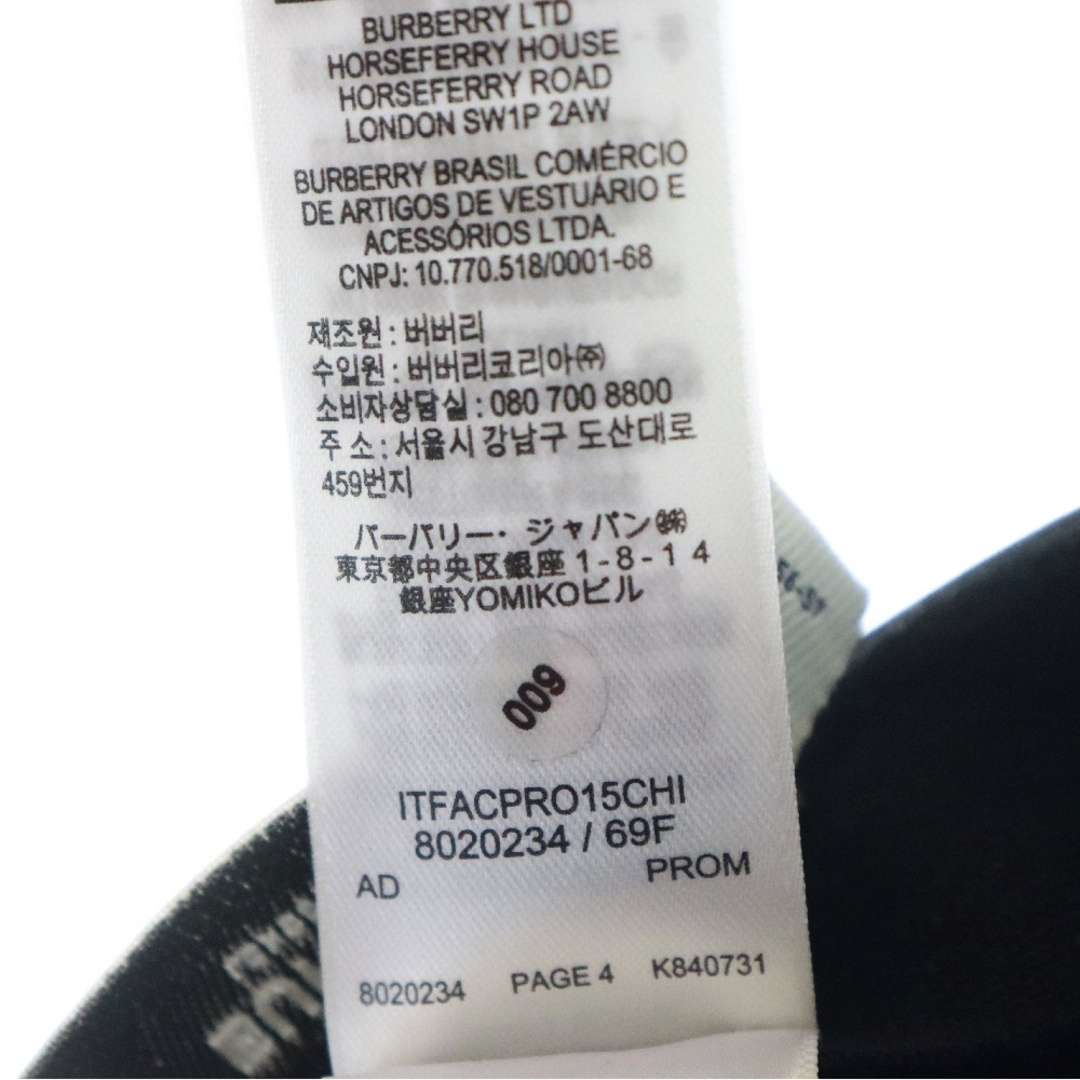 BURBERRY LTD
HORSEFERRY HOUSE
HORSEFERRY ROAD
LONDON SW1P 2AW
BURBERRY BRASIL COMÉRCIO
DE ARTIGOS DE VESTUÁRIO E
ACESSÓRIOS LTDA.
CNPJ: 10.770.518/0001-68
재조원 : 버버리
수입원 : 버버리코리아㈜
소비자상담실 : 080 700 8800
주 소 : 서울시 강남구 도산대로
459번지
バーバリー・ジャパン㈱
東京都中央区銀座 1-8-1 4
銀座YOMIKOビル
009
ITFACPRO15CHI
8020234 / 69F
AD PROM
8020234 PAGE 4 K840731
56-57